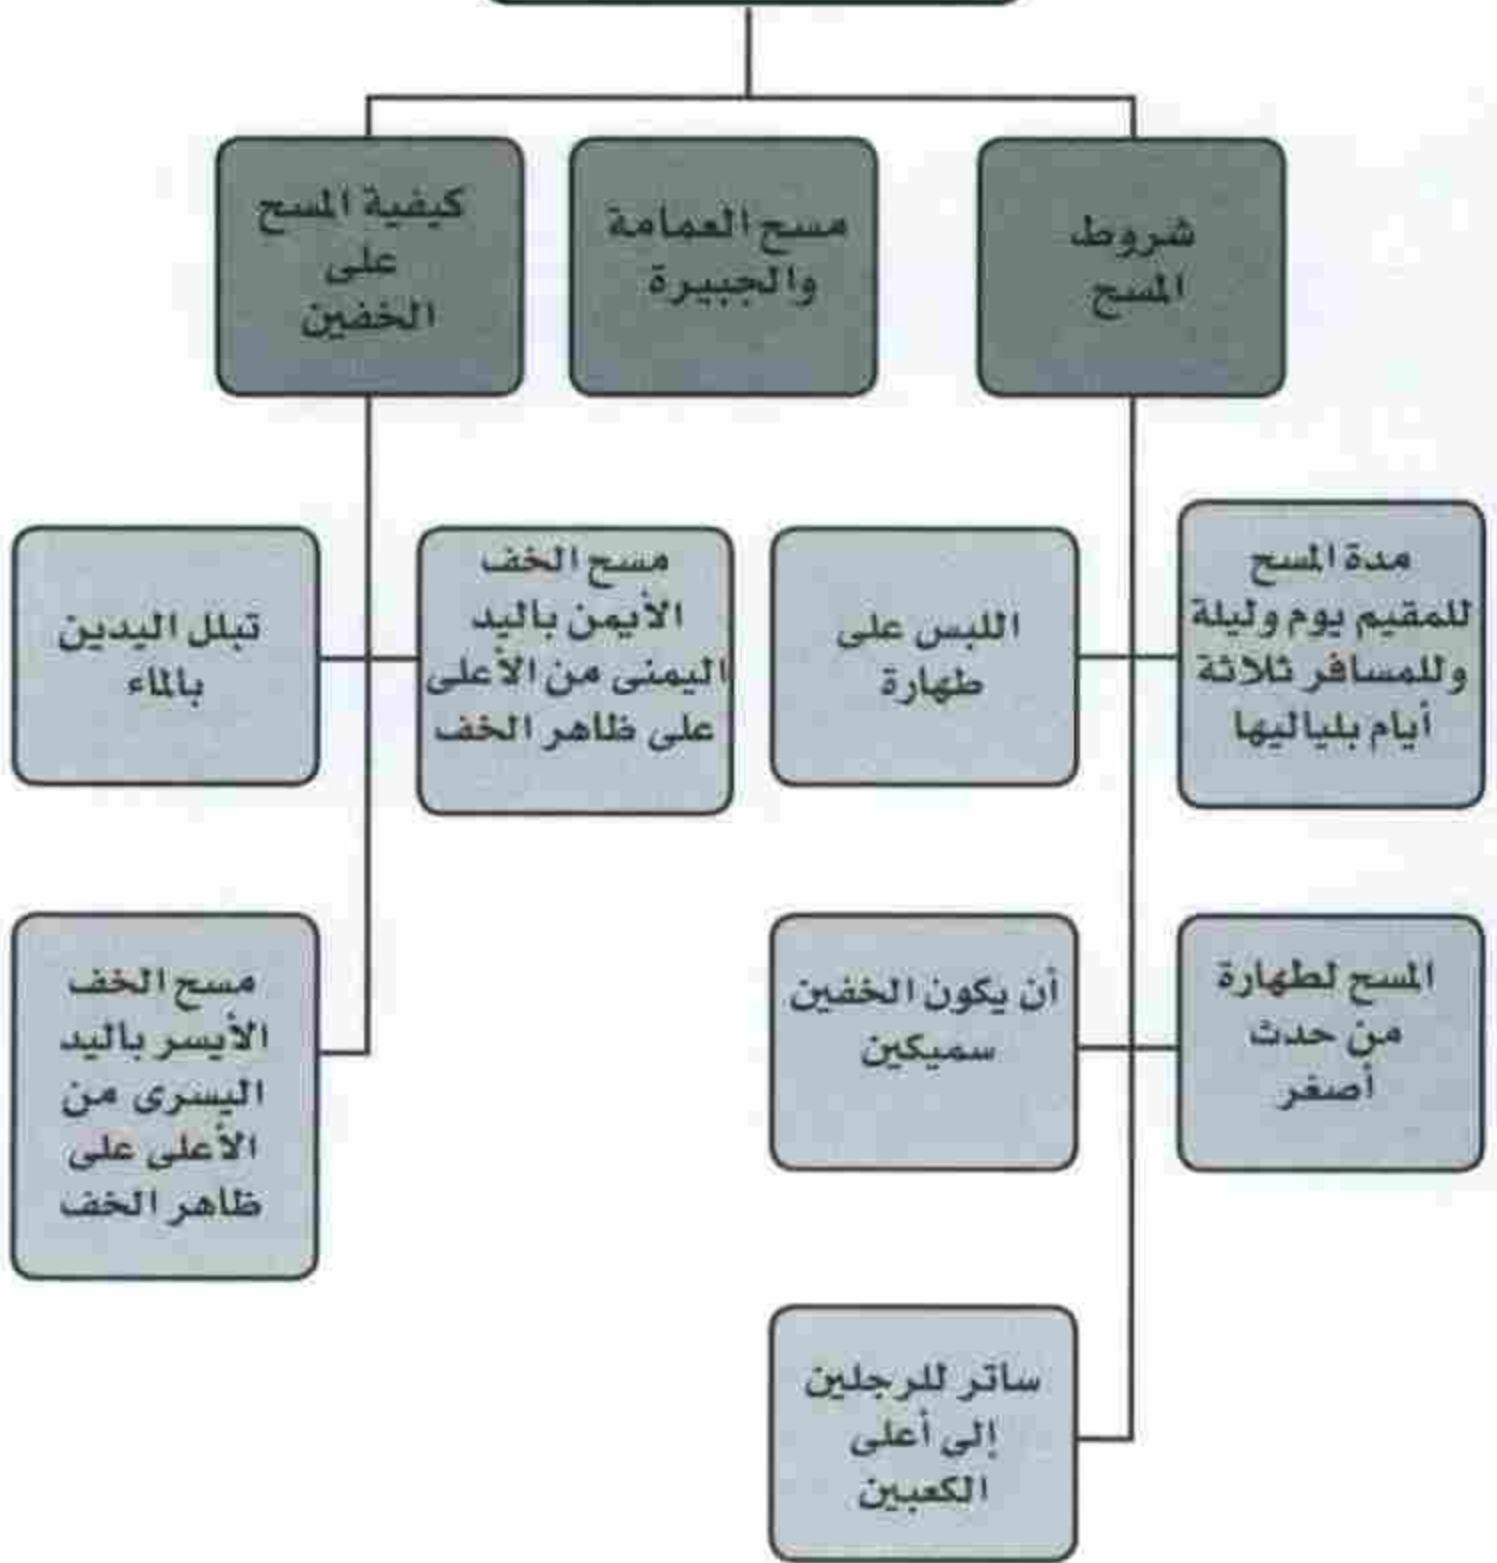 شروط
المسح
مسح العمامة
والجبيرة
كيفية المسح
على
الخفين
مدة المسح
للمقيم يوم وليلة
وللمسافر ثلاثة
أيام بلياليها
اللبس على
طهارة
المسح لطهارة
من حدث
أصغر
أن يكون الخفين
سميكين
ساتر للرجلين
إلى أعلى
الكعبين
مسح الخف
الأيمن باليد
اليمنى من الأعلى
على ظاهر الخف
تبلل اليدين
بالماء
مسح الخف
الأيسر باليد
اليسرى من
الأعلى على
ظاهر الخف